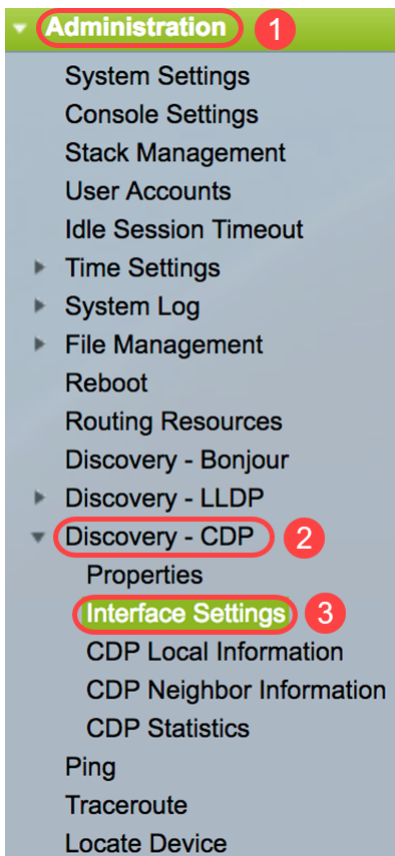 Administration 1
System Settings
Console Settings
Stack Management
User Accounts
Idle Session Timeout
Time Settings
System Log
File Management
Reboot
Routing Resources
Discovery - Bonjour
Discovery - LLDP
Discovery - CDP 2
Properties
Interface Settings 3
CDP Local Information
CDP Neighbor Information
CDP Statistics
Ping
Traceroute
Locate Device